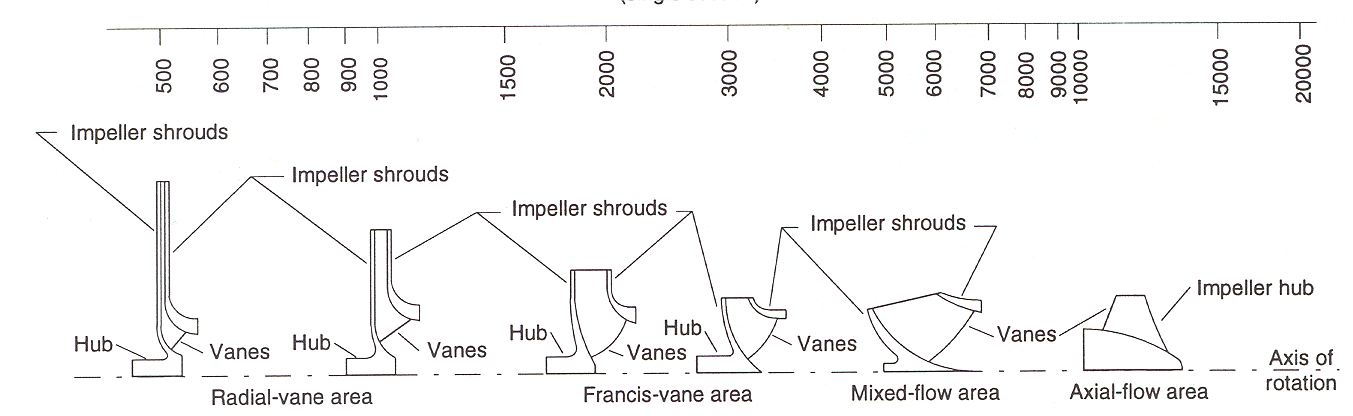 500 600 700 800 900 1000 1500 2000 3000 4000 5000 6000 7000 8000 9000 10000 15000 20000
Impeller shrouds
Impeller shrouds
Impeller shrouds
Impeller shrouds
Impeller hub
Hub
Vanes
Hub
Vanes
Hub
Vanes
Hub
Vanes
Vanes
Axis of
rotation
Radial-vane area
Francis-vane area
Mixed-flow area
Axial-flow area